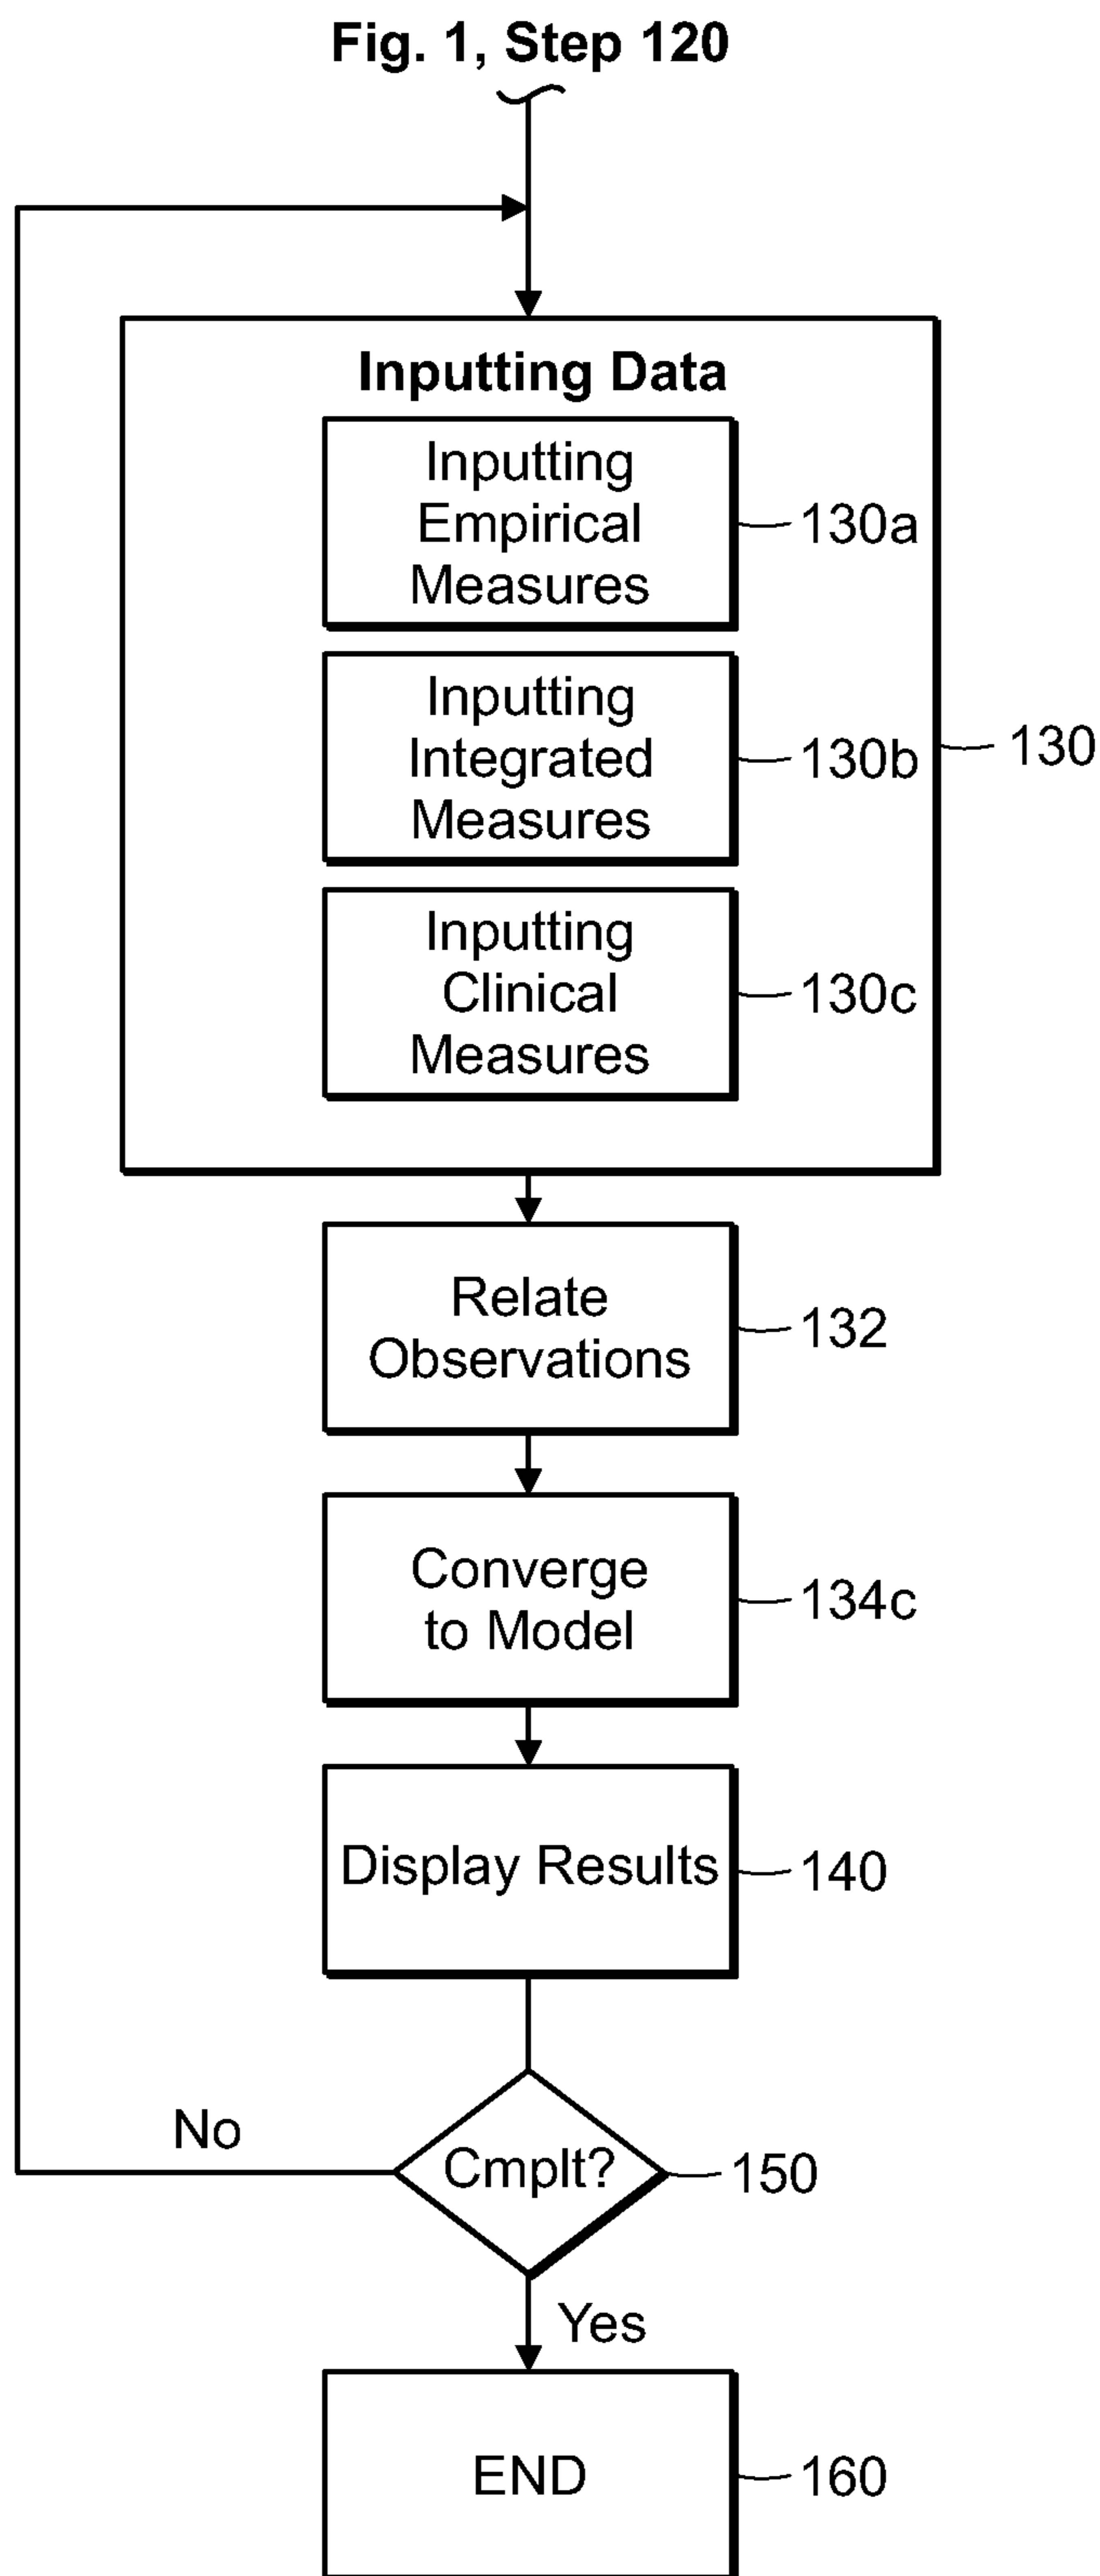 Fig. 1, Step 120
Inputting Data
Inputting
Empirical
Measures
130a
Inputting
Integrated
Measures
130b
130
Inputting
Clinical
Measures
130c
Relate
Observations
132
Converge
to Model
134c
Display Results
140
No
Cmplt?
150
Yes
END
160